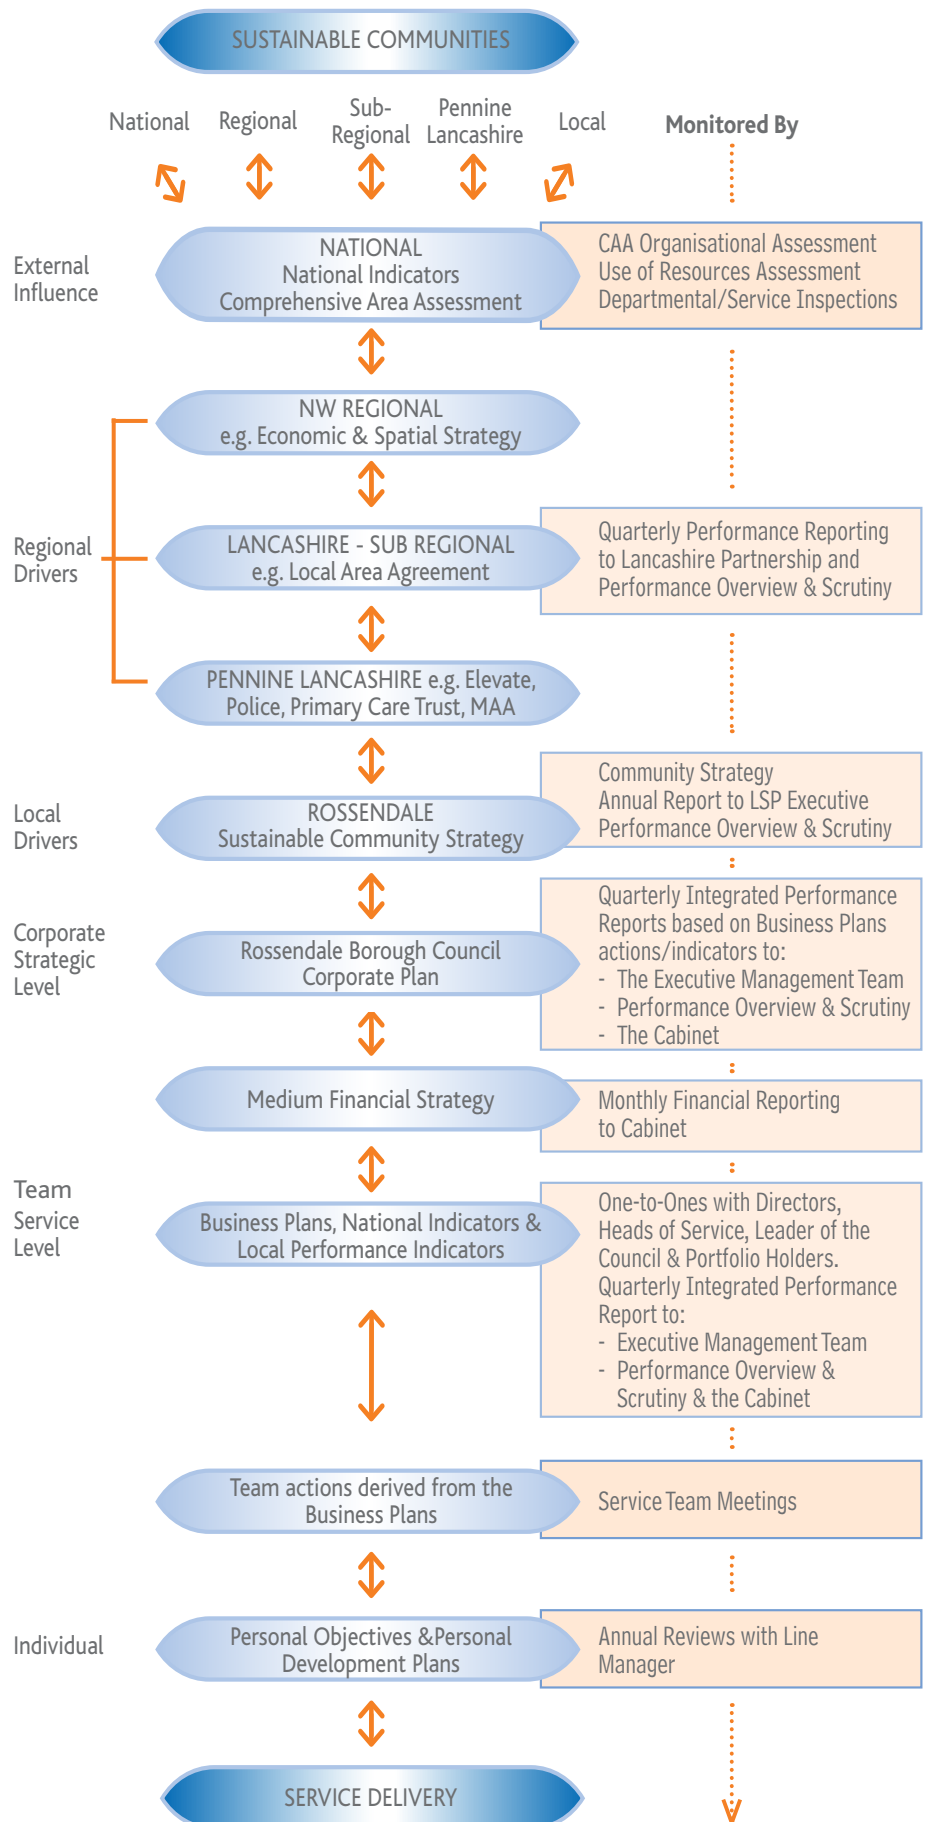 SUSTAINABLE COMMUNITIES
National
Regional
Sub-
Regional
Pennine
Lancashire
Local
Monitored By
External
Influence
NATIONAL
National Indicators
Comprehensive Area Assessment
CAA Organisational Assessment
Use of Resources Assessment
Departmental/Service Inspections
NW REGIONAL
e.g. Economic & Spatial Strategy
Regional
Drivers
LANCASHIRE - SUB REGIONAL
e.g. Local Area Agreement
Quarterly Performance Reporting
to Lancashire Partnership and
Performance Overview & Scrutiny
PENNINE LANCASHIRE e.g. Elevate,
Police, Primary Care Trust, MAA
Local
Drivers
ROSSENDALE
Sustainable Community Strategy
Community Strategy
Annual Report to LSP Executive
Performance Overview & Scrutiny
Corporate
Strategic
Level
Rossendale Borough Council
Corporate Plan
Quarterly Integrated Performance
Reports based on Business Plans
actions/indicators to:
- The Executive Management Team
- Performance Overview & Scrutiny
- The Cabinet
Medium Financial Strategy
Monthly Financial Reporting
to Cabinet
Team
Service
Level
Business Plans, National Indicators &
Local Performance Indicators
One-to-Ones with Directors,
Heads of Service, Leader of the
Council & Portfolio Holders.
Quarterly Integrated Performance
Report to:
- Executive Management Team
- Performance Overview &
Scrutiny & the Cabinet
Team actions derived from the
Business Plans
Service Team Meetings
Individual
Personal Objectives &Personal
Development Plans
Annual Reviews with Line
Manager
SERVICE DELIVERY